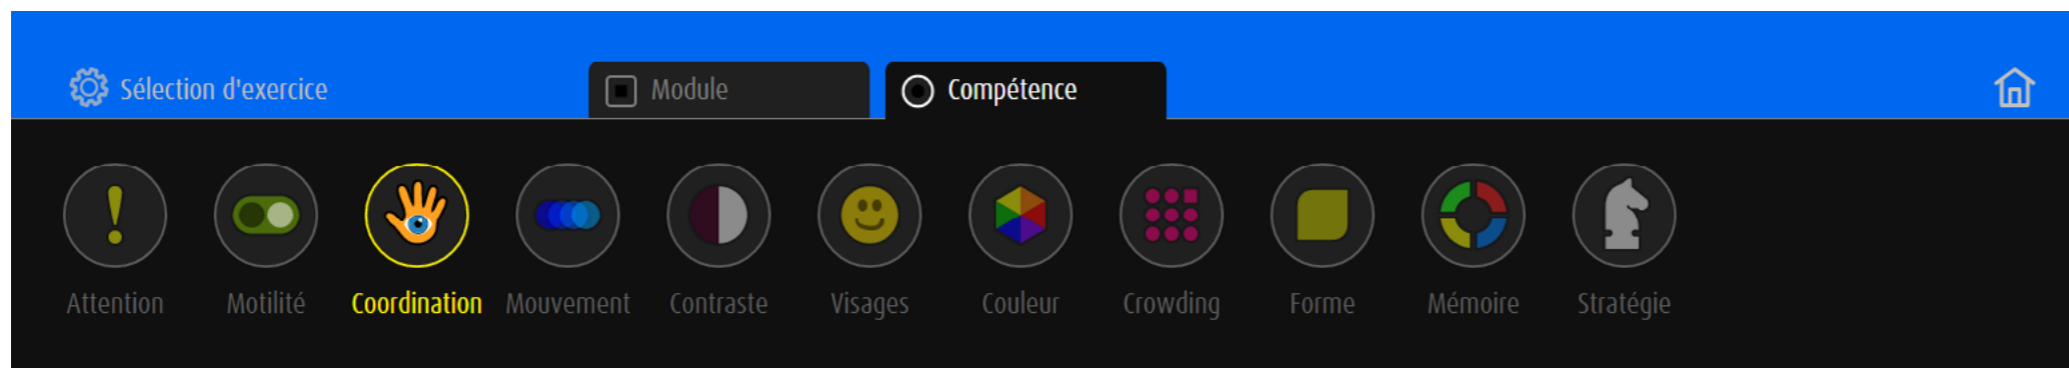 Sélection d'exercice Module Compétence
Attention Motilité Coordination Mouvement Contraste Visages Couleur Crowding Forme Mémoire Stratégie